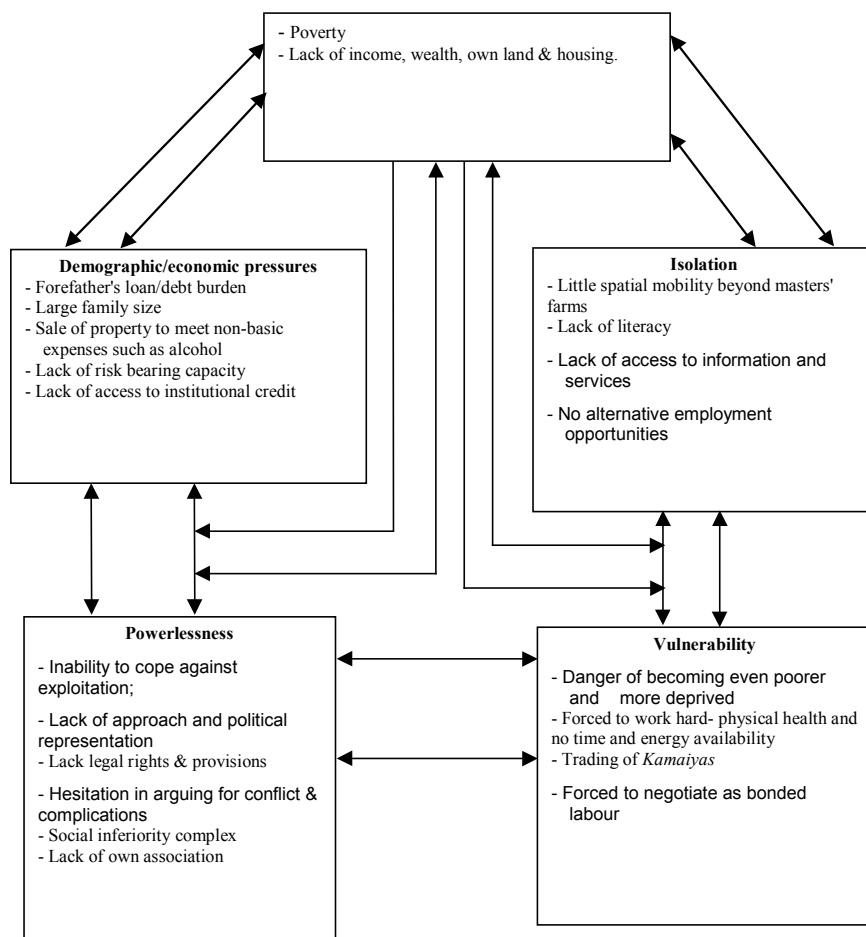 - Poverty
- Lack of income, wealth, own land & housing.
Demographic/economic pressures
- Forefather's loan/debt burden
- Large family size
- Sale of property to meet non-basic
expenses such as alcohol
- Lack of risk bearing capacity
- Lack of access to institutional credit
Isolation
- Little spatial mobility beyond masters'
farms
- Lack of literacy
- Lack of access to information and
services
- No alternative employment
opportunities
Powerlessness
- Inability to cope against
exploitation;
- Lack of approach and political
representation
- Lack legal rights & provisions
- Hesitation in arguing for conflict &
complications
- Social inferiority complex
- Lack of own association
Vulnerability
- Danger of becoming even poorer
and more deprived
- Forced to work hard- physical health and
no time and energy availability
- Trading of Kamaiyas
- Forced to negotiate as bonded
labour